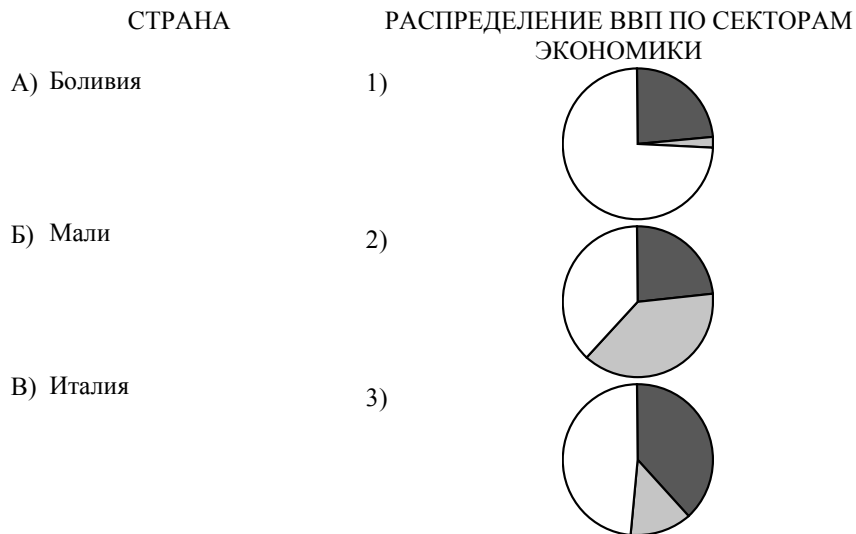 СТРАНА РАСПРЕДЕЛЕНИЕ ВВП ПО СЕКТОРАМ
ЭКОНОМИКИ
А) Боливия 1)
Б) Мали 2)
В) Италия 3)